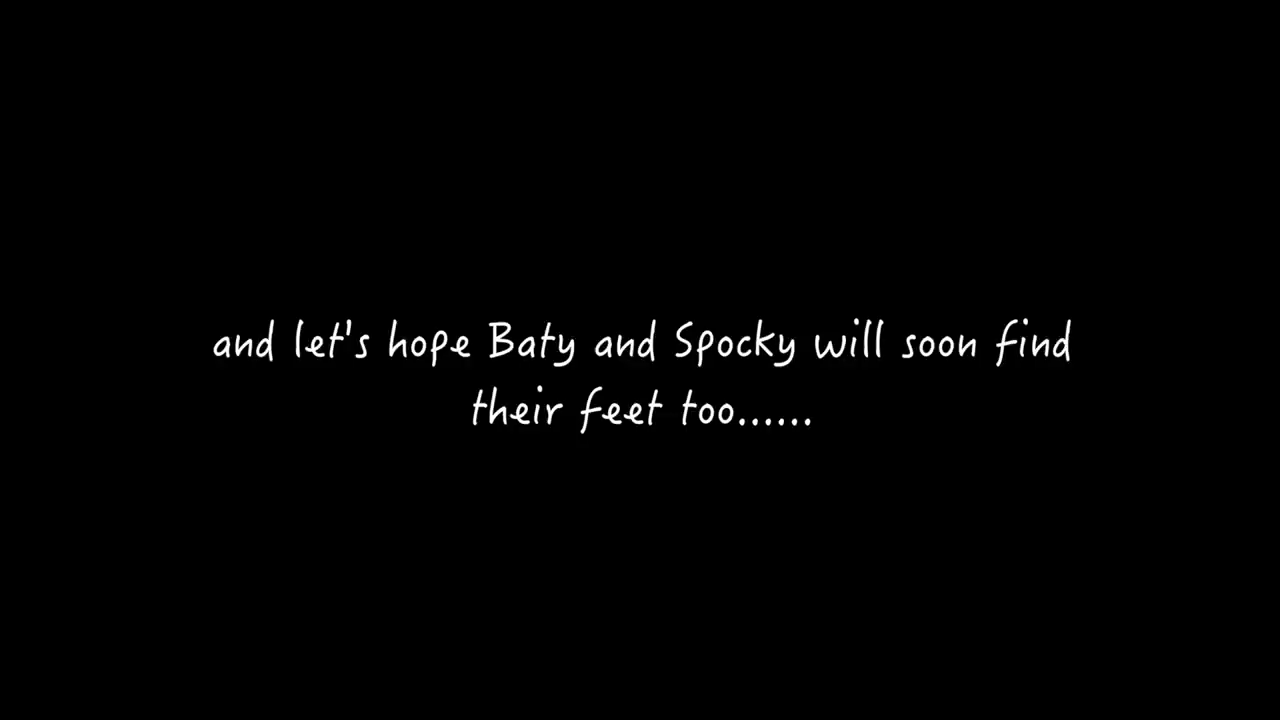 and let's hope Baty and Spocky will soon find
their feet too......